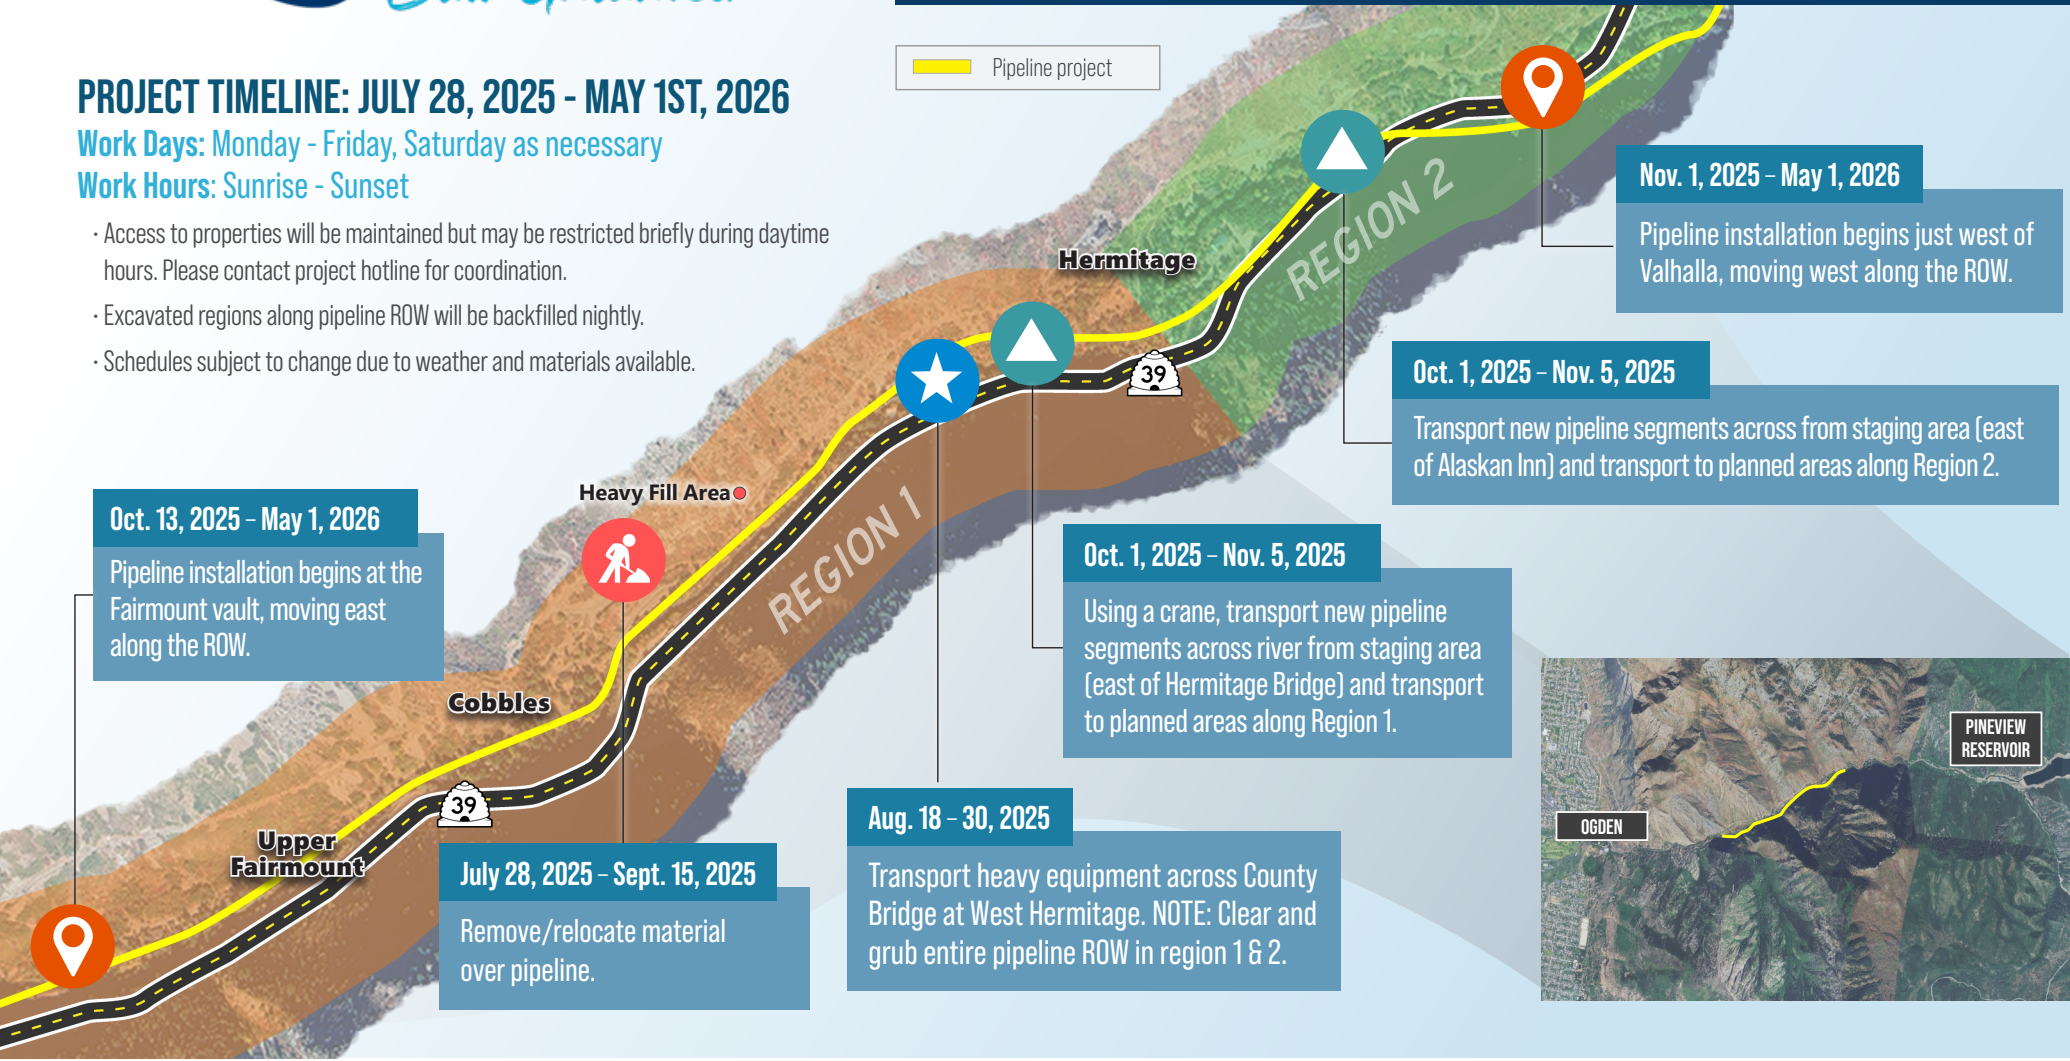 Pipeline project
PROJECT TIMELINE: JULY 28, 2025 - MAY 1ST, 2026
Work Days: Monday - Friday, Saturday as necessary
Work Hours: Sunrise - Sunset
· Access to properties will be maintained but may be restricted briefly during daytime
hours. Please contact project hotline for coordination.
· Excavated regions along pipeline ROW will be backfilled nightly.
· Schedules subject to change due to weather and materials available.
Nov. 1, 2025 – May 1, 2026
Pipeline installation begins just west of
Valhalla, moving west along the ROW.
REGION 2
Hermitage
39
Oct. 1, 2025 – Nov. 5, 2025
Transport new pipeline segments across from staging area (east
of Alaskan Inn) and transport to planned areas along Region 2.
Heavy Fill Area
REGION 1
Oct. 13, 2025 – May 1, 2026
Pipeline installation begins at the
Fairmount vault, moving east
along the ROW.
Oct. 1, 2025 – Nov. 5, 2025
Using a crane, transport new pipeline
segments across river from staging area
(east of Hermitage Bridge) and transport
to planned areas along Region 1.
Cobbles
39
Upper
Fairmount
July 28, 2025 – Sept. 15, 2025
Remove/relocate material
over pipeline.
Aug. 18 – 30, 2025
Transport heavy equipment across County
Bridge at West Hermitage. NOTE: Clear and
grub entire pipeline ROW in region 1 & 2.
PINEVIEW
RESERVOIR
OGDEN